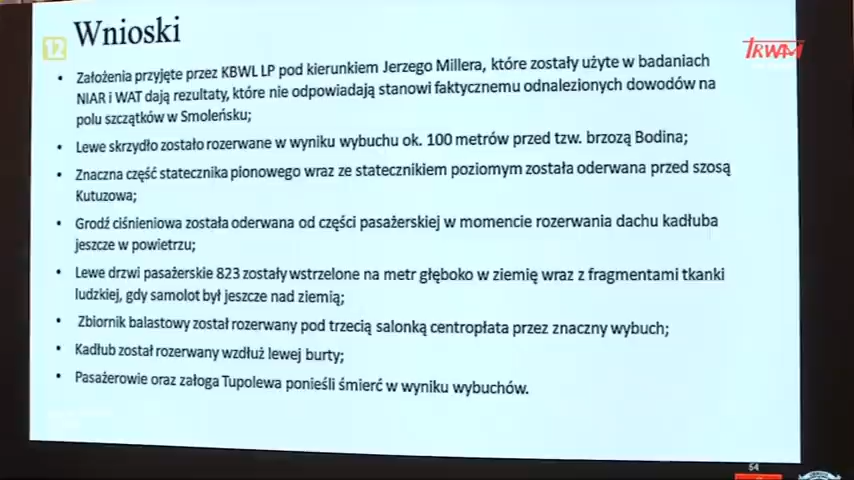 Wnioski
12
TRWAM
• Założenia przyjęte przez KBWL LP pod kierunkiem Jerzego Millera, które zostały użyte w badaniach
NIAR i WAT dają rezultaty, które nie odpowiadają stanowi faktycznemu odnalezionych dowodów na
polu szczątków w Smoleńsku;
• Lewe skrzydło zostało rozerwane w wyniku wybuchu ok. 100 metrów przed tzw. brzozą Bodina;
• Znaczna część statecznika pionowego wraz ze statecznikiem poziomym została oderwana przed szosą
Kutuzowa;
• Grodź ciśnieniowa została oderwana od części pasażerskiej w momencie rozerwania dachu kadłuba
jeszcze w powietrzu;
• Lewe drzwi pasażerskie 823 zostały wstrzelone na metr głęboko w ziemię wraz z fragmentami tkanki
ludzkiej, gdy samolot był jeszcze nad ziemią;
• Zbiornik balastowy został rozerwany pod trzecią salonką centropłata przez znaczny wybuch;
• Kadłub został rozerwany wzdłuż lewej burty;
• Pasażerowie oraz załoga Tupolewa ponieśli śmierć w wyniku wybuchów.
54